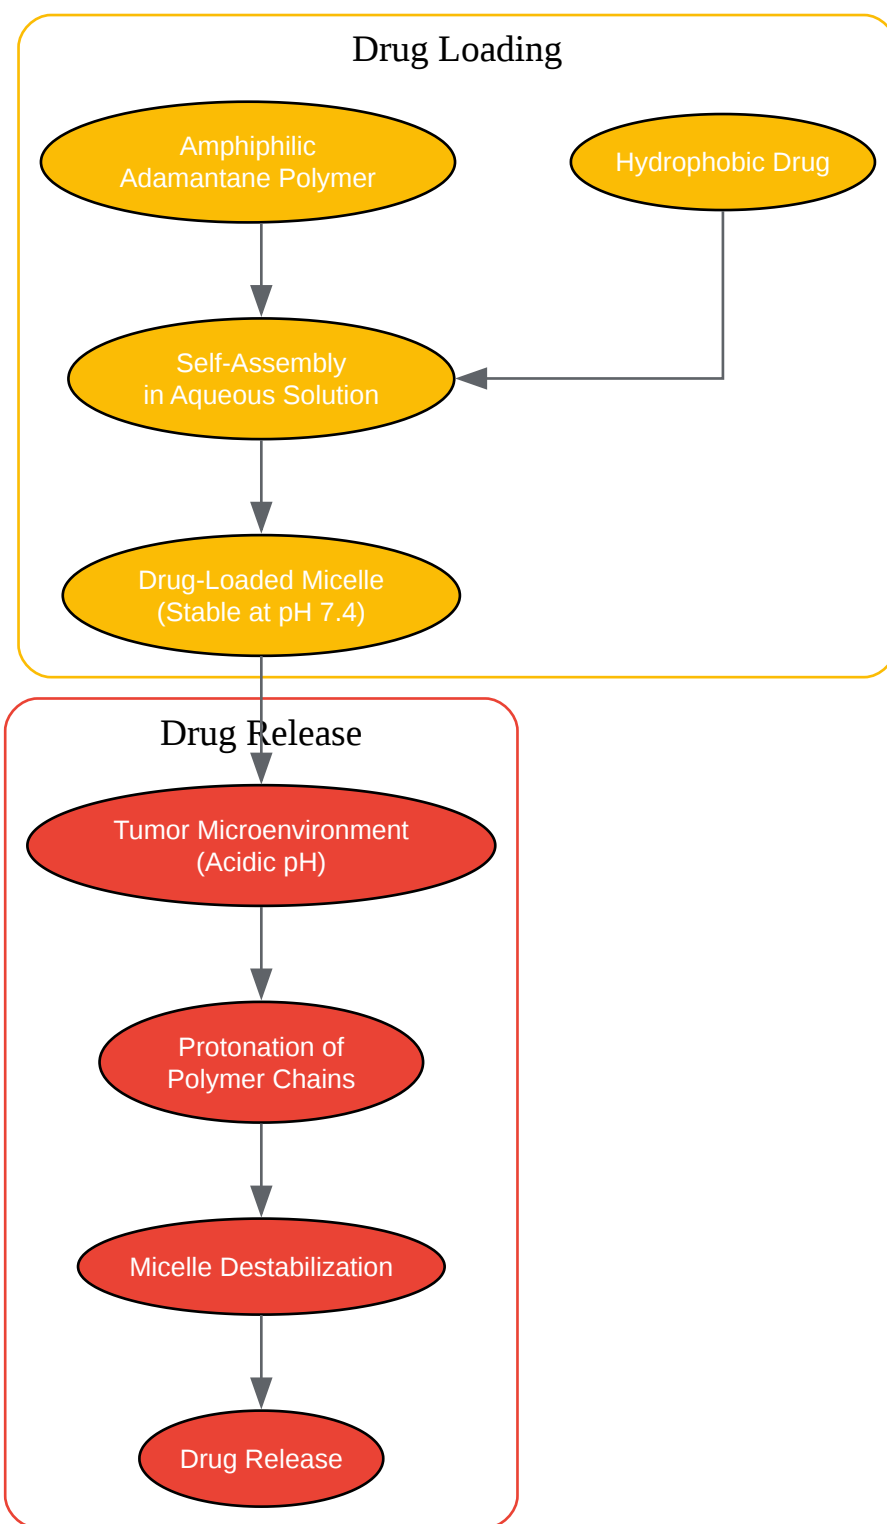 Drug Loading
Amphiphilic
Adamantane Polymer
Hydrophobic Drug
Self-Assembly
in Aqueous Solution
Drug-Loaded Micelle
(Stable at pH 7.4)
Drug Release
Tumor Microenvironment
(Acidic pH)
Protonation of
Polymer Chains
Micelle Destabilization
Drug Release